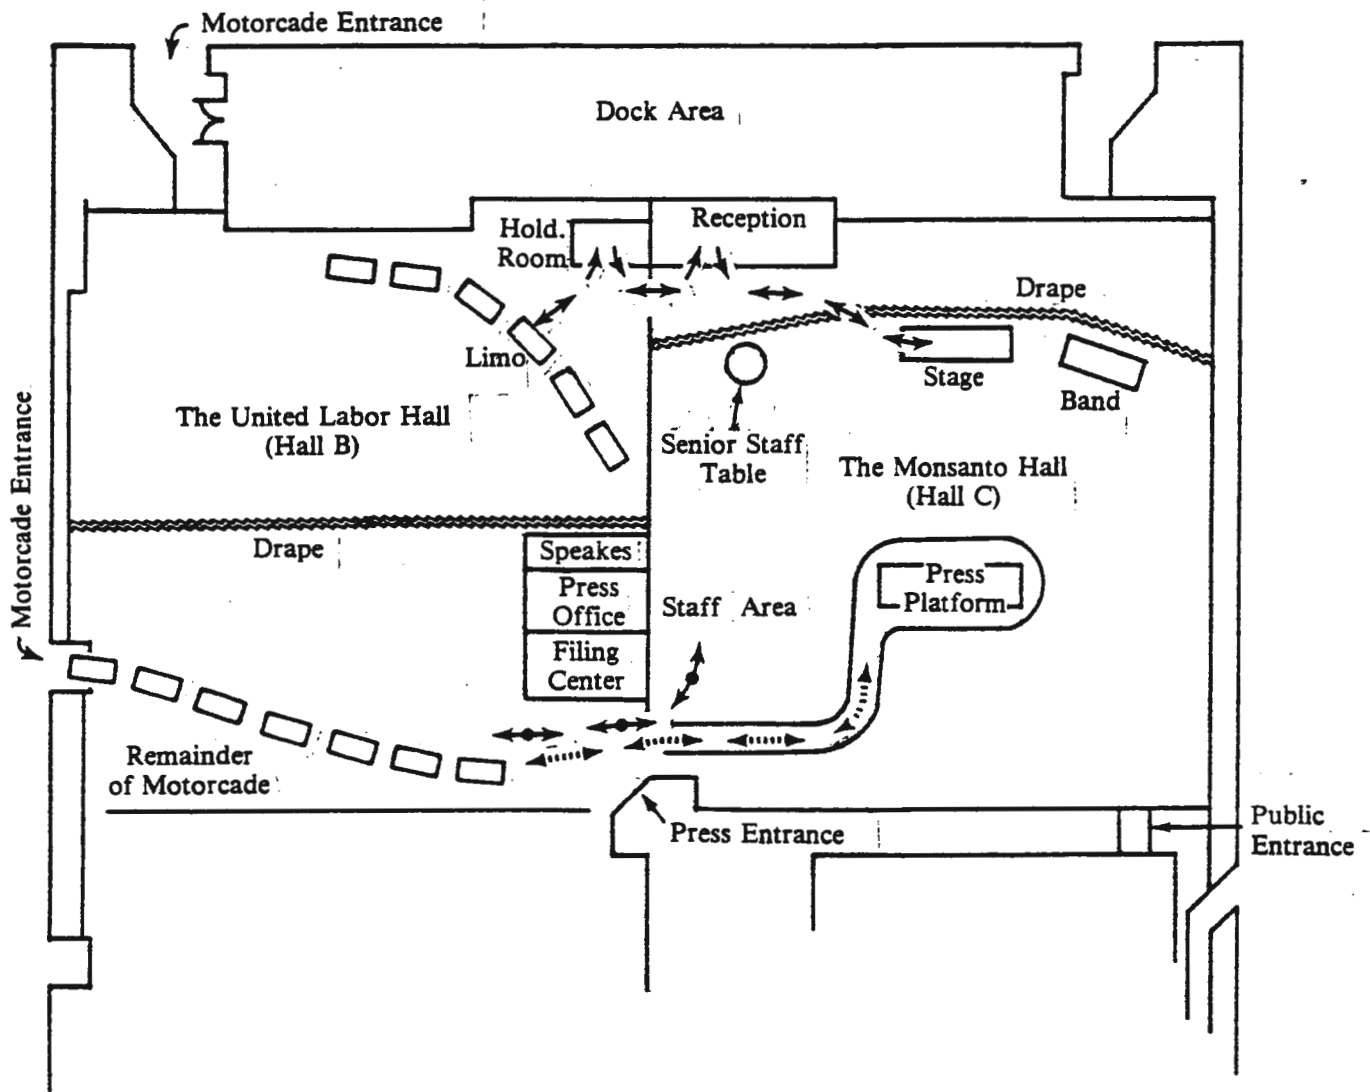 Motorcade Entrance
Dock Area
Hold.
Room
Reception
Drape
Limo
Stage
Band
The United Labor Hall
(Hall B)
Senior Staff
Table
The Monsanto Hall
(Hall C)
Motorcade Entrance
Drape
Speakes
Press
Office
Filing
Center
Staff Area
Press
Platform
Remainder
of Motorcade
Press Entrance
Public
Entrance